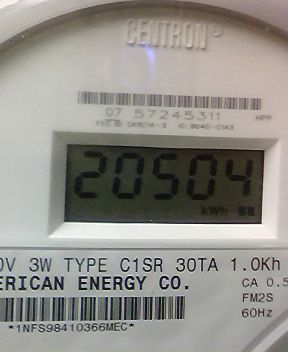 CENTRON®
07 57245311 HPP
20504
kWh
0V 3W TYPE C1SR 30TA 1.0Kh
ERICAN ENERGY CO. CA 0.5
FM2S
60Hz
*1NFS98410366MEC*